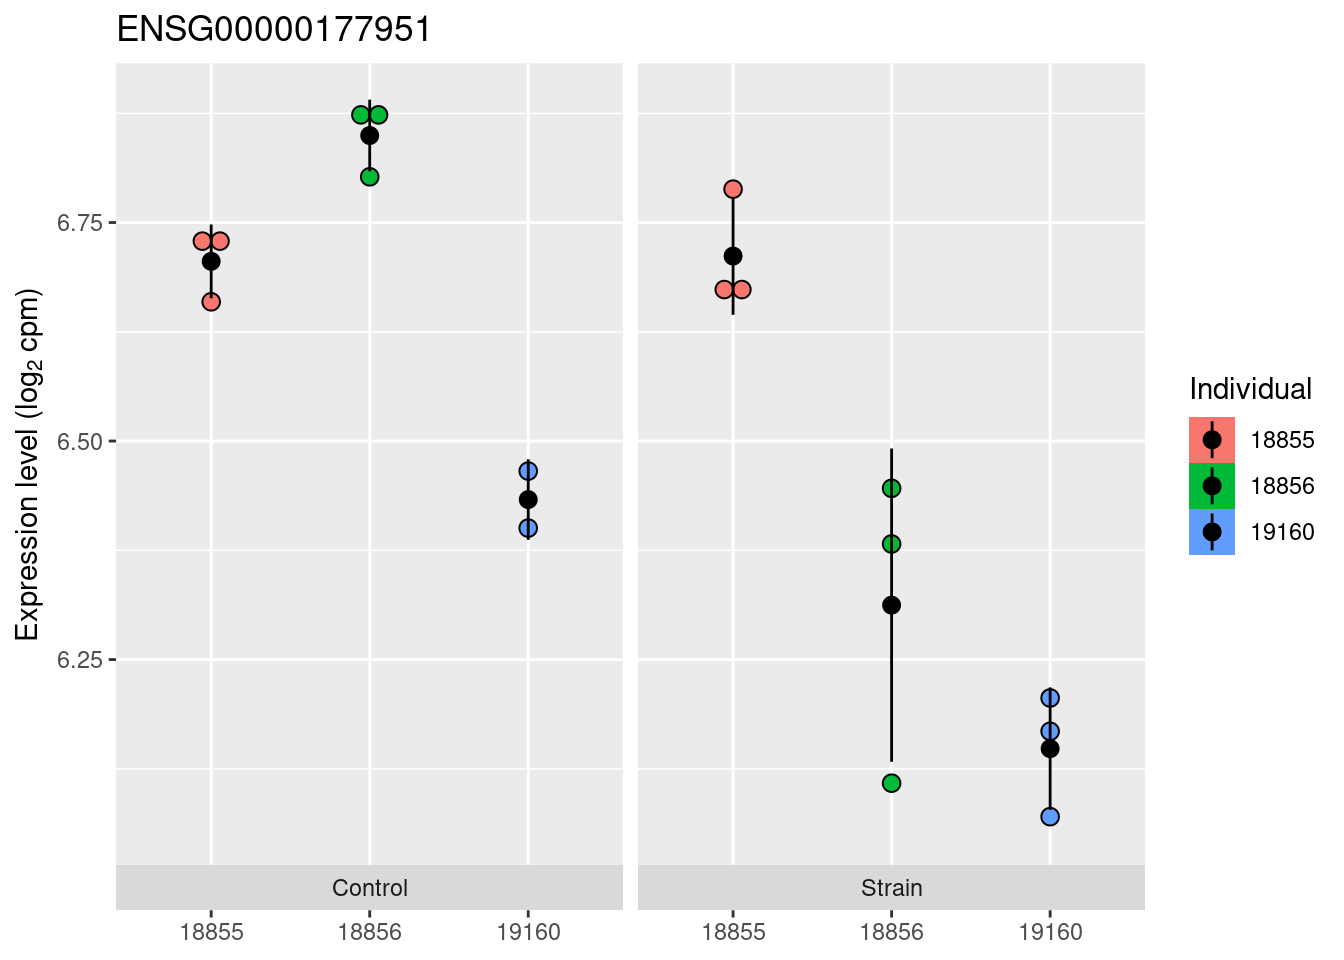 ENSG00000177951
Expression level (log2 cpm)
6.75
6.50
6.25
Control
Strain
18855
18856
19160
18855
18856
19160
Individual
18855
18856
19160